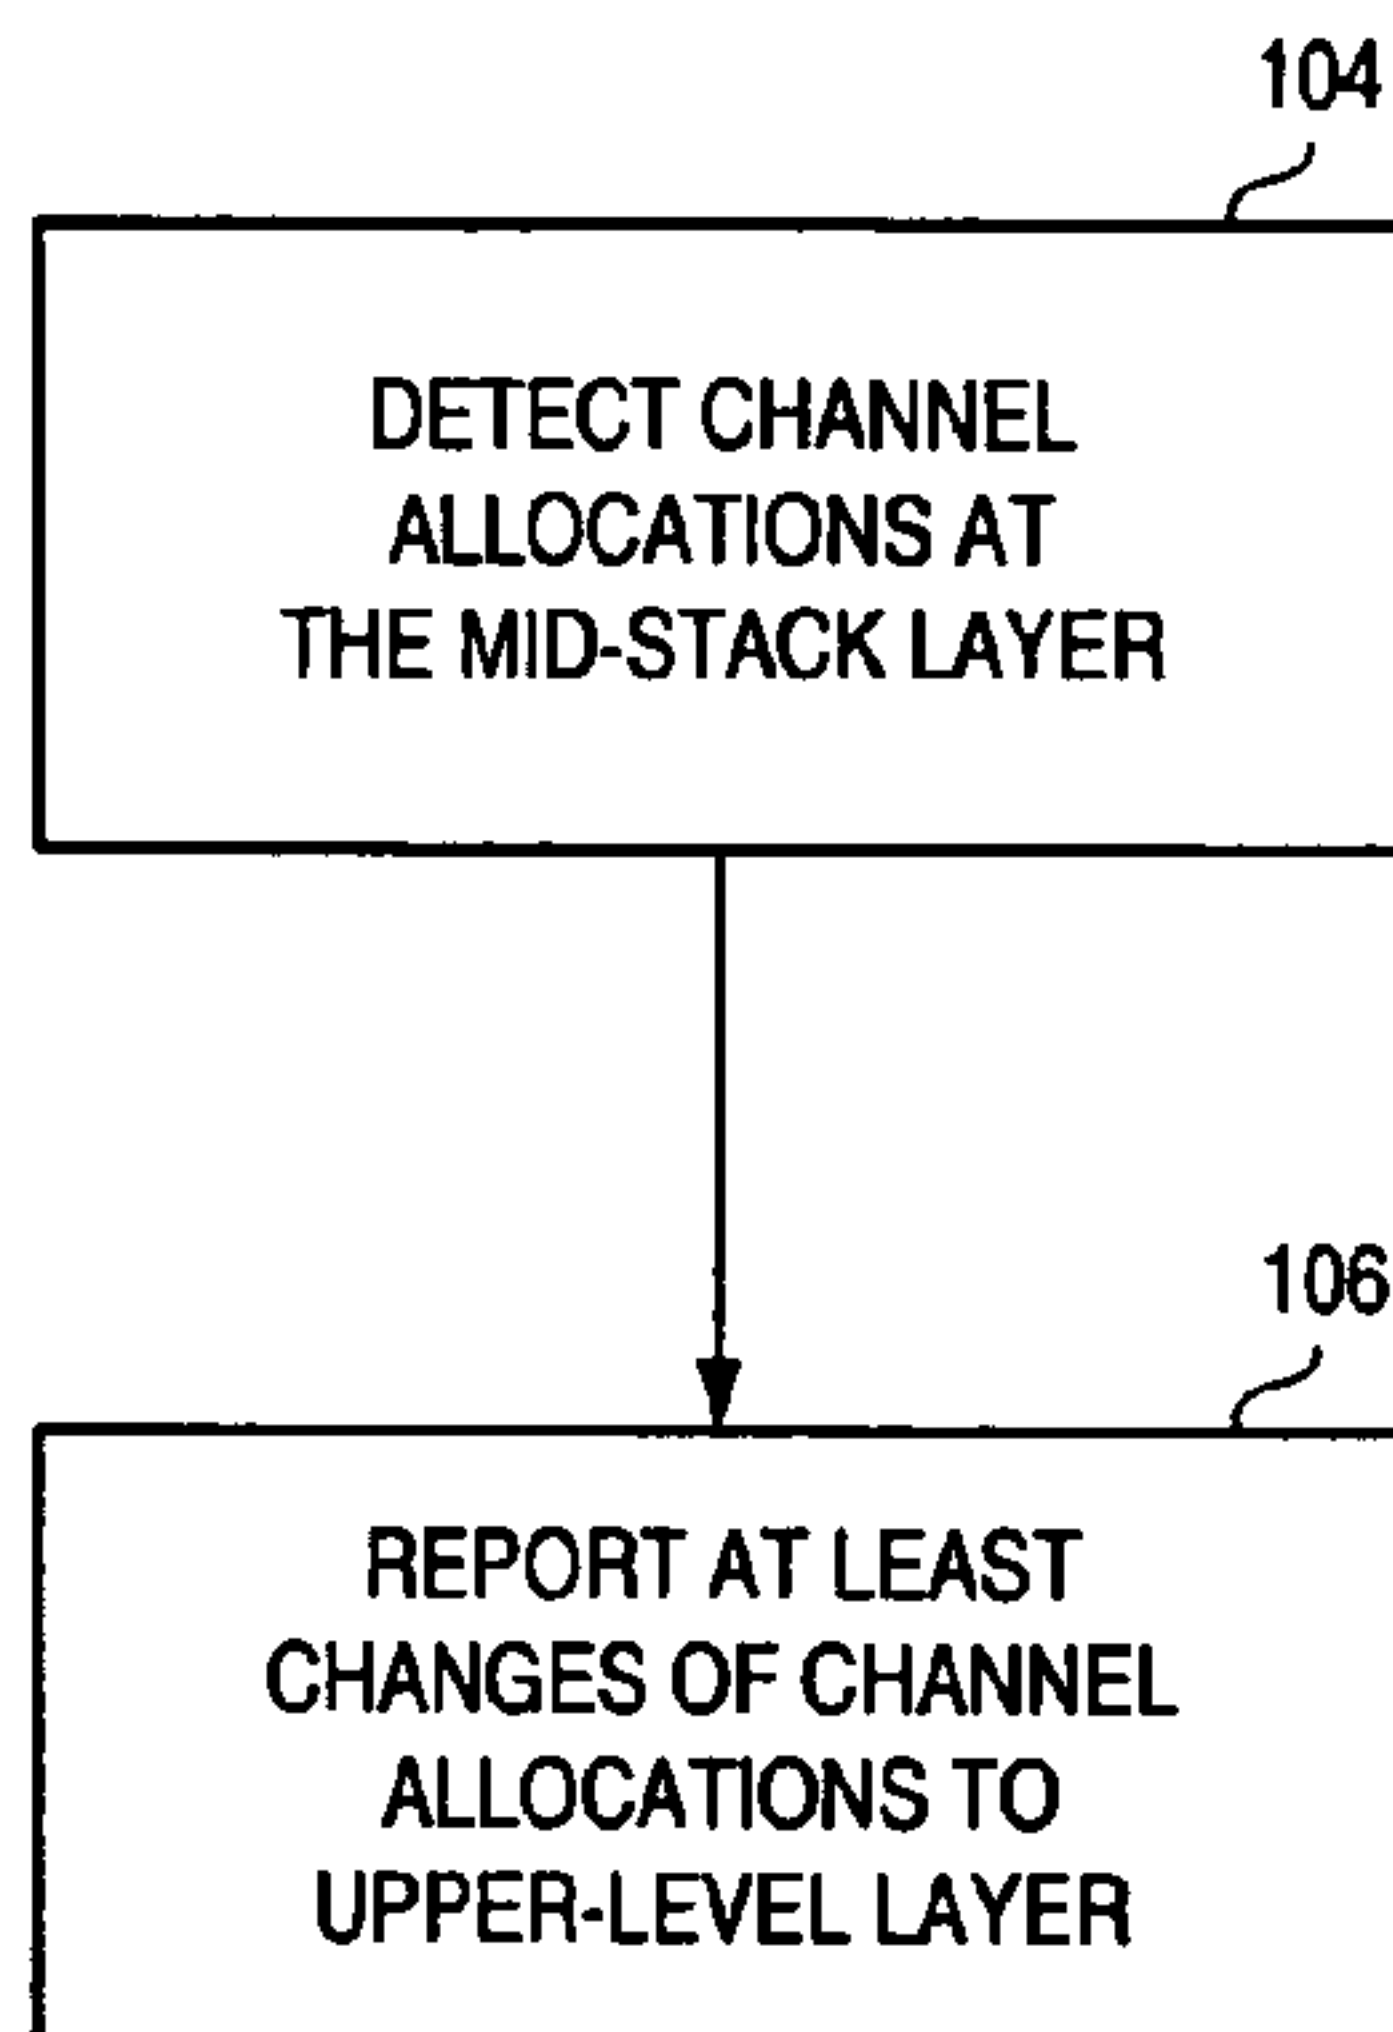 104
DETECT CHANNEL
ALLOCATIONS AT
THE MID-STACK LAYER
106
REPORT AT LEAST
CHANGES OF CHANNEL
ALLOCATIONS TO
UPPER-LEVEL LAYER